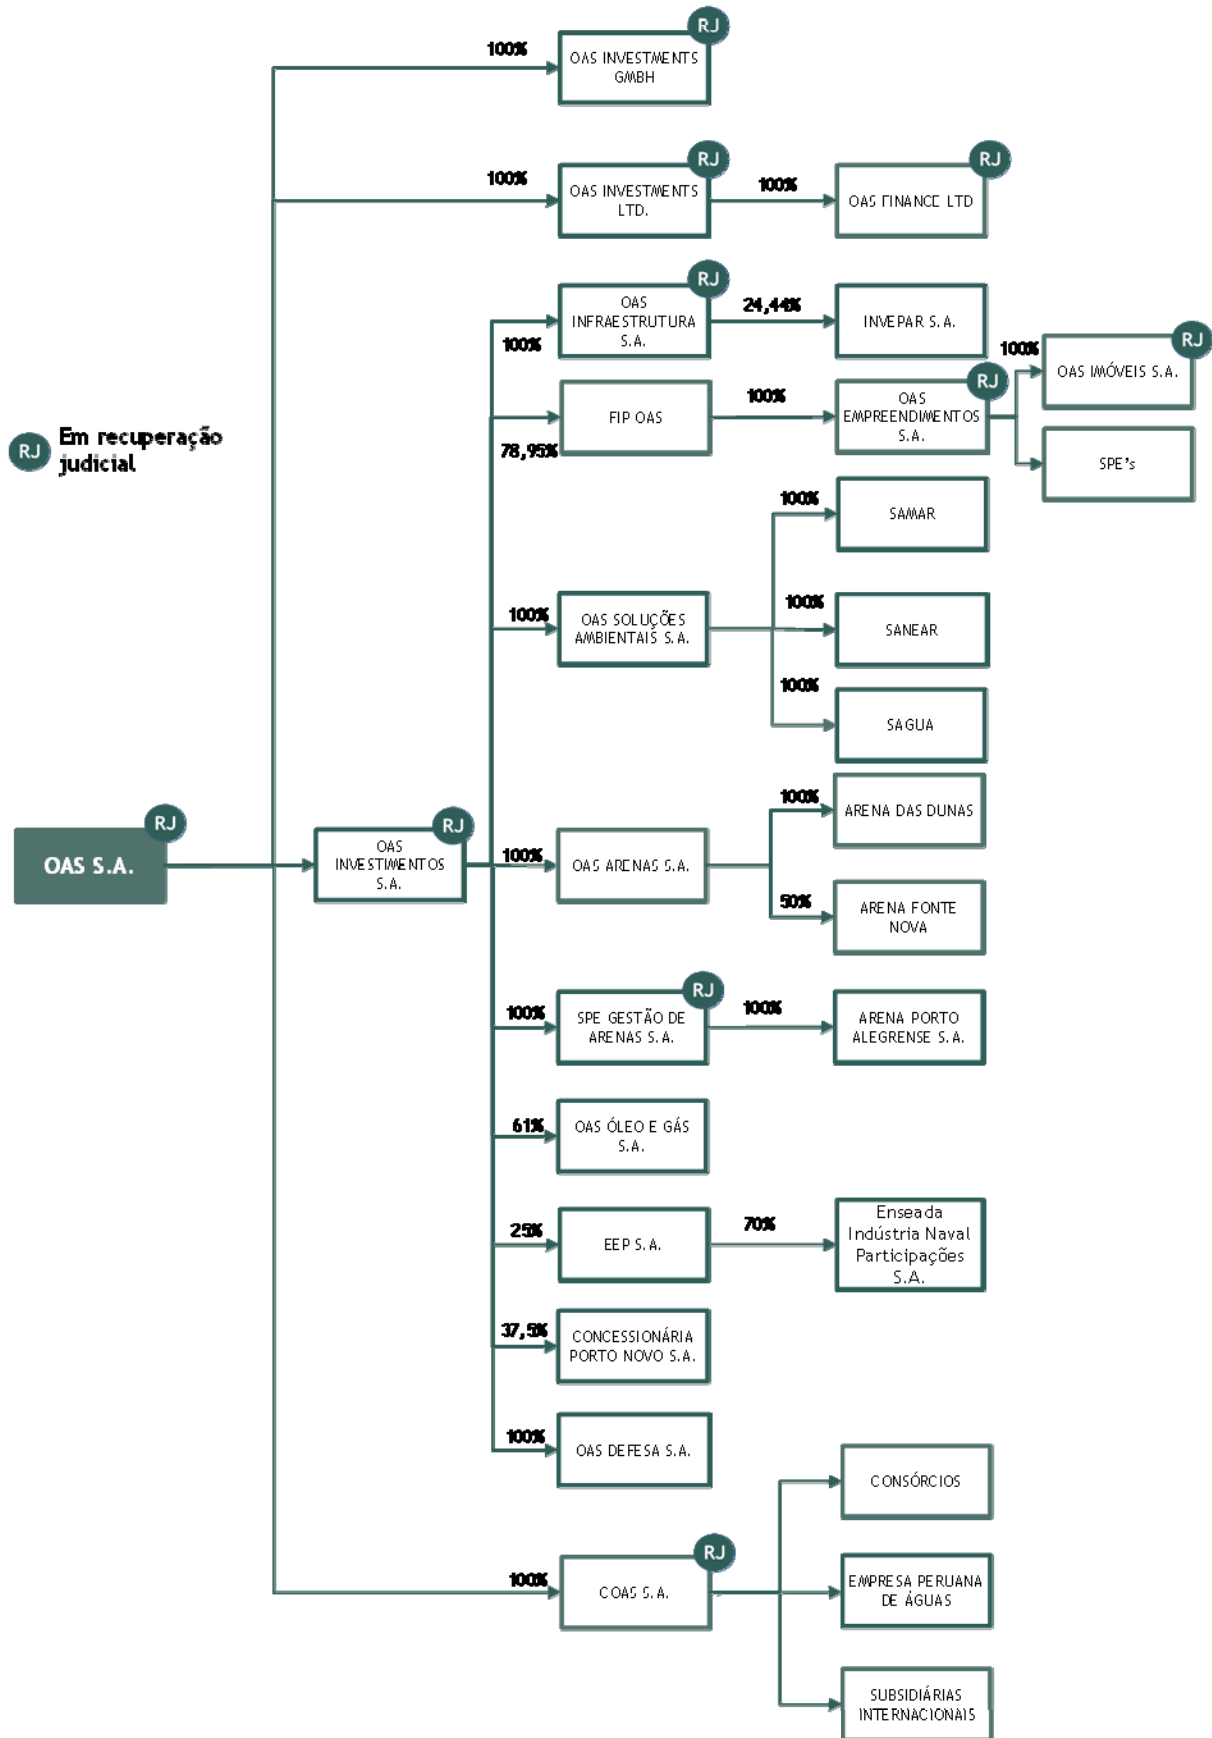 RJ
100%
OAS INVESTMENTS
GMBH
RJ
100%
OAS INVESTMENTS
LTD.
100%
RJ
OAS FINANCE LTD
RJ
100%
OAS
INFRAESTRUTURA
S.A.
24,44%
INVEPAR S.A.
78,95%
FIP OAS
100%
RJ
OAS
EMPREENDIMENTOS
S.A.
100%
RJ
OAS IMÓVEIS S.A.
SPE's
RJ
Em recuperação
judicial
100%
OAS SOLUÇÕES
AMBIENTAIS S.A.
100%
SAMAR
100%
SANEAR
100%
SAGUA
RJ
OAS S.A.
RJ
OAS
INVESTIMENTOS
S.A.
100%
OAS ARENAS S.A.
100%
ARENA DAS DUNAS
50%
ARENA FONTE
NOVA
RJ
100%
SPE GESTÃO DE
ARENAS S.A.
100%
ARENA PORTO
ALEGRENSE S.A.
61%
OAS ÓLEO E GÁS
S.A.
25%
EEP S.A.
70%
Enseada
Indústria Naval
Participações
S.A.
37,5%
CONCESSIONÁRIA
PORTO NOVO S.A.
100%
OAS DEFESA S.A.
RJ
100%
COAS S.A.
CONSÓRCIOS
EMPRESA PERUANA
DE ÁGUAS
SUBSIDIÁRIAS
INTERNACIONAIS